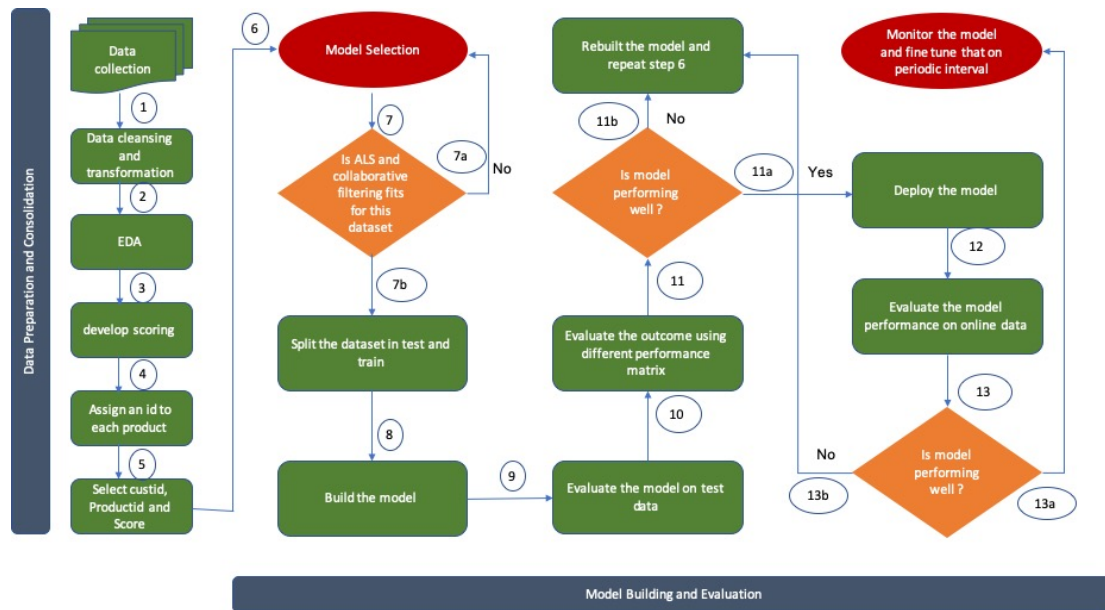 Data Preparation and Consolidation
Data
collection
1
Data cleansing
and
transformation
2
EDA
3
develop scoring
4
Assign an id to
each product
5
Select custid,
Productid and
Score
6
Model Selection
7
7a
No
Is ALS and
collaborative
filtering fits
for this
dataset
7b
Split the dataset in test and
train
8
Build the model
9
Evaluate the model on test
data
10
Evaluate the outcome using
different performance
matrix
11
Is model
performing
well ?
11b
No
Rebuilt the model and
repeat step 6
11a
Yes
Deploy the model
12
Evaluate the model
performance on online data
13
Is model
performing
well ?
No
13b
13a
Monitor the model
and fine tune that on
periodic interval
Model Building and Evaluation